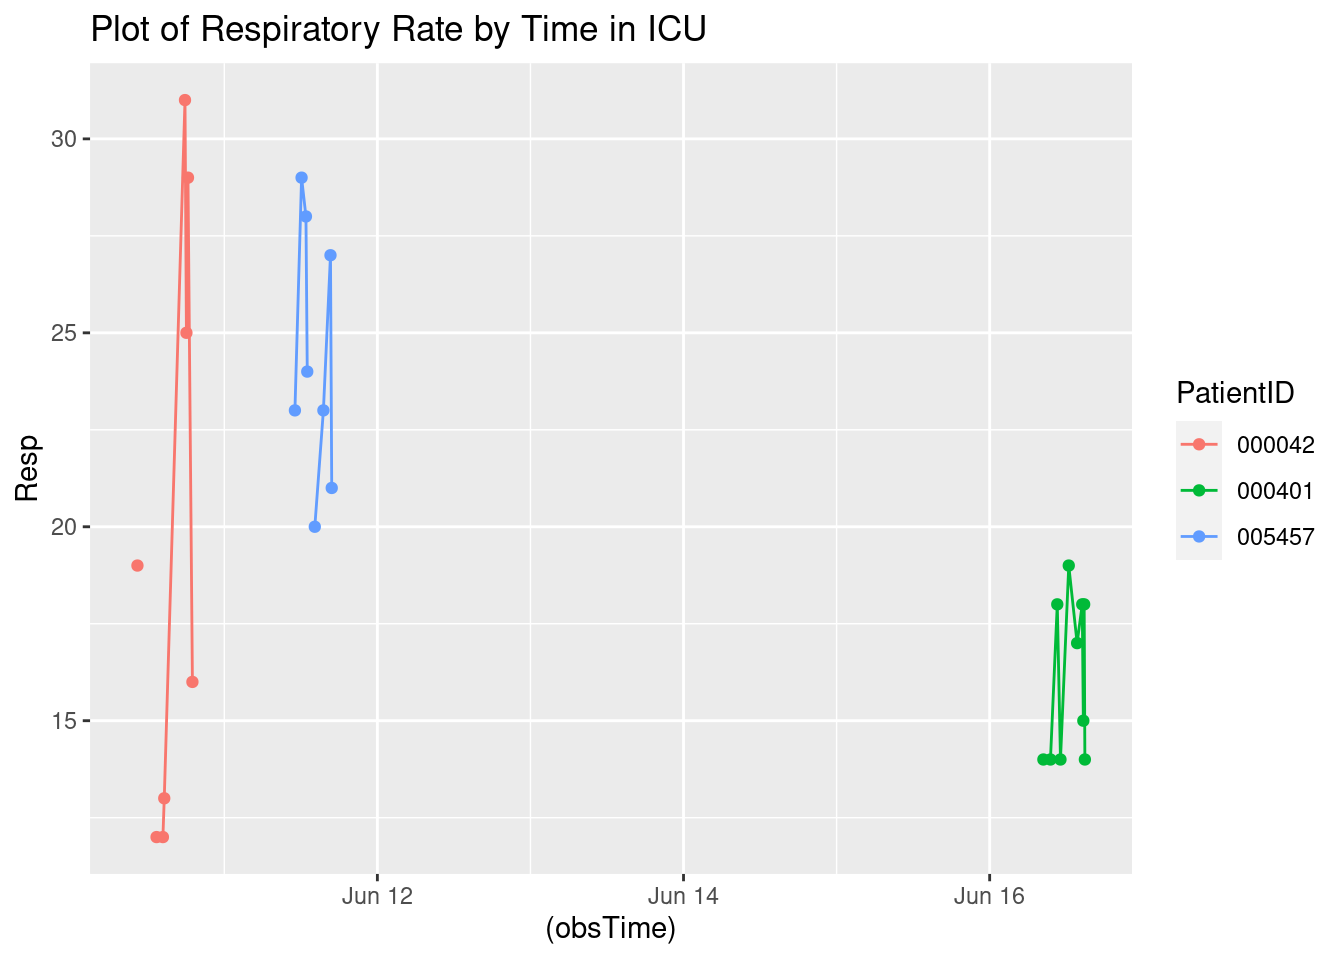 Plot of Respiratory Rate by Time in ICU
30
25
20
15
Resp
Jun 12
Jun 14
Jun 16
(obsTime)
PatientID
000042
000401
005457